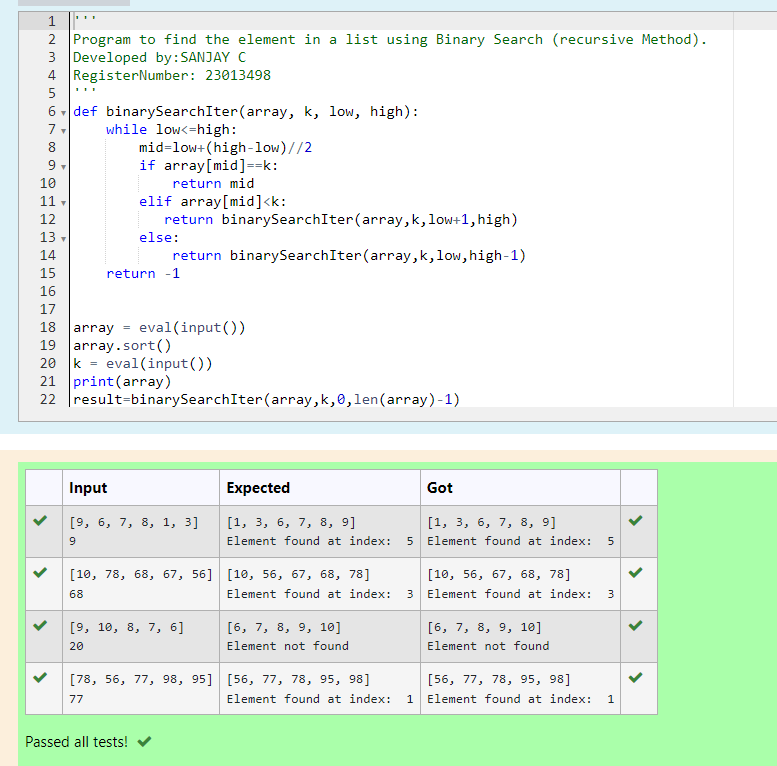 1 '''
2 Program to find the element in a list using Binary Search (recursive Method).
3 Developed by:SANJAY C
4 RegisterNumber: 23013498
5 '''
6 def binarySearchIter(array, k, low, high):
7     while low<=high:
8         mid=low+(high-low)//2
9         if array[mid]==k:
10             return mid
11         elif array[mid]<k:
12            return binarySearchIter(array,k,low+1,high)
13         else:
14             return binarySearchIter(array,k,low,high-1)
15     return -1
16
17
18 array = eval(input())
19 array.sort()
20 k = eval(input())
21 print(array)
22 result=binarySearchIter(array,k,0,len(array)-1)
Input Expected Got
[9, 6, 7, 8, 1, 3] [1, 3, 6, 7, 8, 9] [1, 3, 6, 7, 8, 9]
9 Element found at index:  5 Element found at index:  5
[10, 78, 68, 67, 56] [10, 56, 67, 68, 78] [10, 56, 67, 68, 78]
68 Element found at index:  3 Element found at index:  3
[9, 10, 8, 7, 6] [6, 7, 8, 9, 10] [6, 7, 8, 9, 10]
20 Element not found Element not found
[78, 56, 77, 98, 95] [56, 77, 78, 95, 98] [56, 77, 78, 95, 98]
77 Element found at index:  1 Element found at index:  1
Passed all tests!